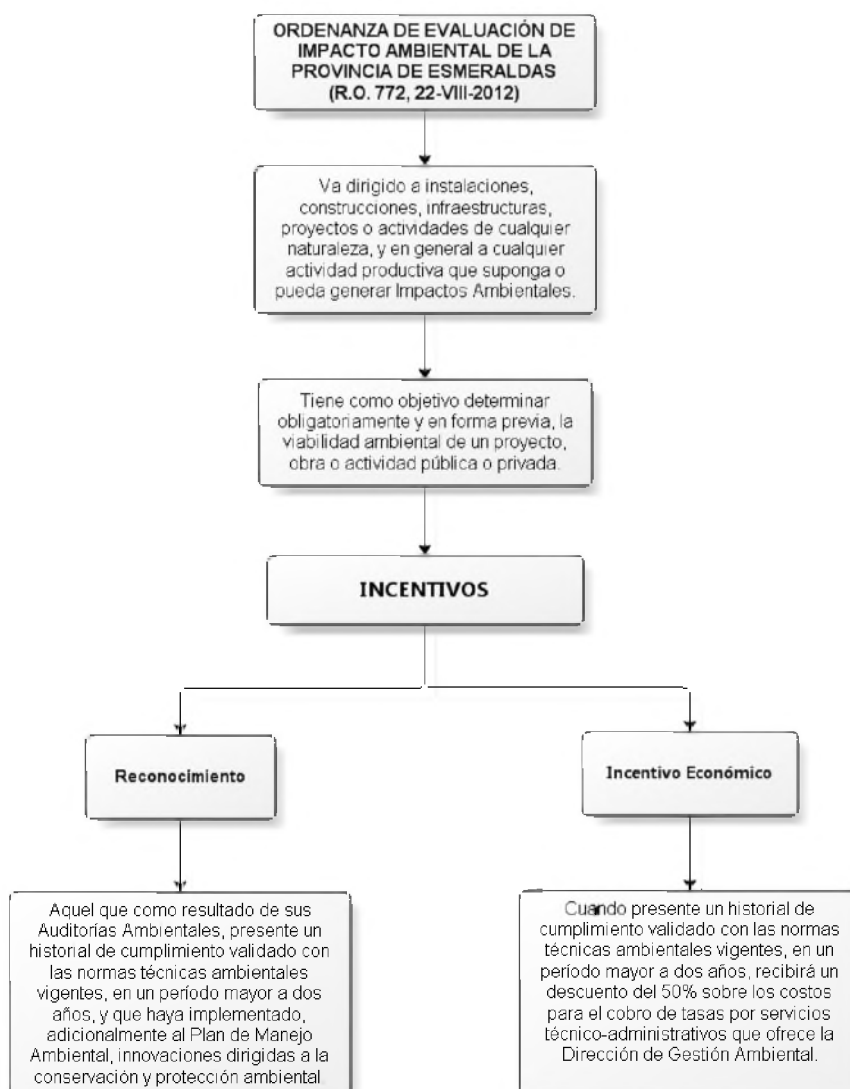 ORDENANZA DE EVALUACIÓN DE
IMPACTO AMBIENTAL DE LA
PROVINCIA DE ESMERALDAS
(R.O. 772, 22-VIII-2012)
Va dirigido a instalaciones,
construcciones, infraestructuras,
proyectos o actividades de cualquier
naturaleza, y en general a cualquier
actividad productiva que suponga o
pueda generar Impactos Ambientales.
Tiene como objetivo determinar
obligatoriamente y en forma previa, la
viabilidad ambiental de un proyecto,
obra o actividad pública o privada.
INCENTIVOS
Reconocimiento
Aquel que como resultado de sus
Auditorías Ambientales, presente un
historial de cumplimiento validado con
las normas técnicas ambientales
vigentes, en un período mayor a dos
años, y que haya implementado,
adicionalmente al Plan de Manejo
Ambiental, innovaciones dirigidas a la
conservación y protección ambiental
Incentivo Económico
Cuando presente un historial de
cumplimiento validado con las normas
técnicas ambientales vigentes, en un
período mayor a dos años, recibirá un
descuento del 50% sobre los costos
para el cobro de tasas por servicios
técnico-administrativos que ofrece la
Dirección de Gestión Ambiental.